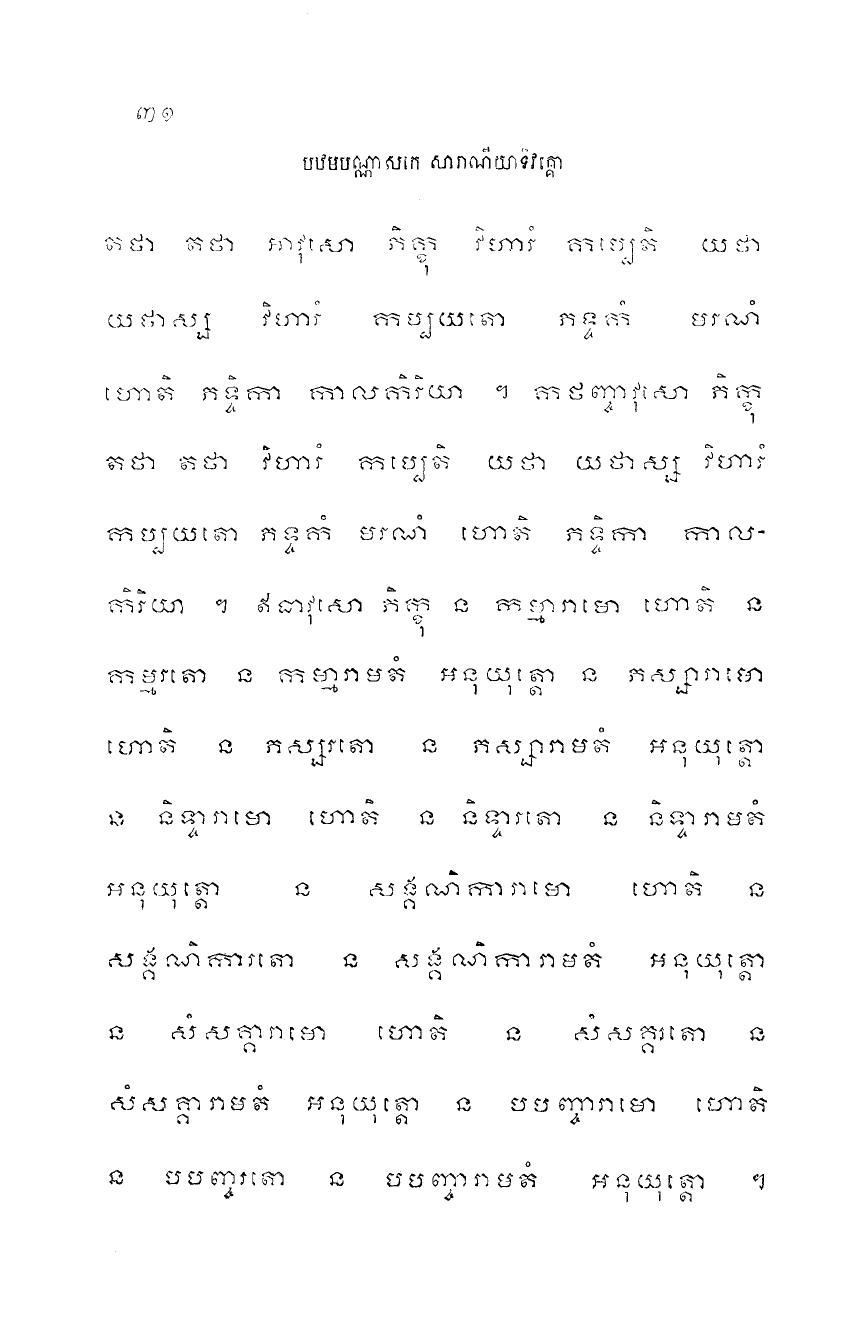 ៣១
បឋមបណ្ណាសកេ សារាណីយាទិវគ្គោ
តថា តថា អាវុសោ ភិក្ខុ វិហារំ កប្បេតិ យថា
យថាស្ស វិហារំ កប្បយតោ ភទ្ទកំ មរណំ
ហោតិ ភទ្ទិកា កាលកិរិយា ។ កថញ្ចាវុសោ ភិក្ខុ
តថា តថា វិហារំ កប្បេតិ យថា យថាស្ស វិហារំ
កប្បយតោ ភទ្ទកំ មរណំ ហោតិ ភទ្ទិកា កាល-
កិរិយា ។ ឥធាវុសោ ភិក្ខុ ន កម្មារាមោ ហោតិ ន
កម្មរតោ ន កម្មារាមតំ អនុយុត្តោ ន ភស្សារាមោ
ហោតិ ន ភស្សរតោ ន ភស្សារាមតំ អនុយុត្តោ
ន និទ្ទារាមោ ហោតិ ន និទ្ទារតោ ន និទ្ទារាមតំ
អនុយុត្តោ ន សង្គណិការាមោ ហោតិ ន
សង្គណិការតោ ន សង្គណិការាមតំ អនុយុត្តោ
ន សំសគ្គារាមោ ហោតិ ន សំសគ្គរតោ ន
សំសគ្គារាមតំ អនុយុត្តោ ន បបញ្ចារាមោ ហោតិ
ន បបញ្ចរតោ ន បបញ្ចារាមតំ អនុយុត្តោ ។